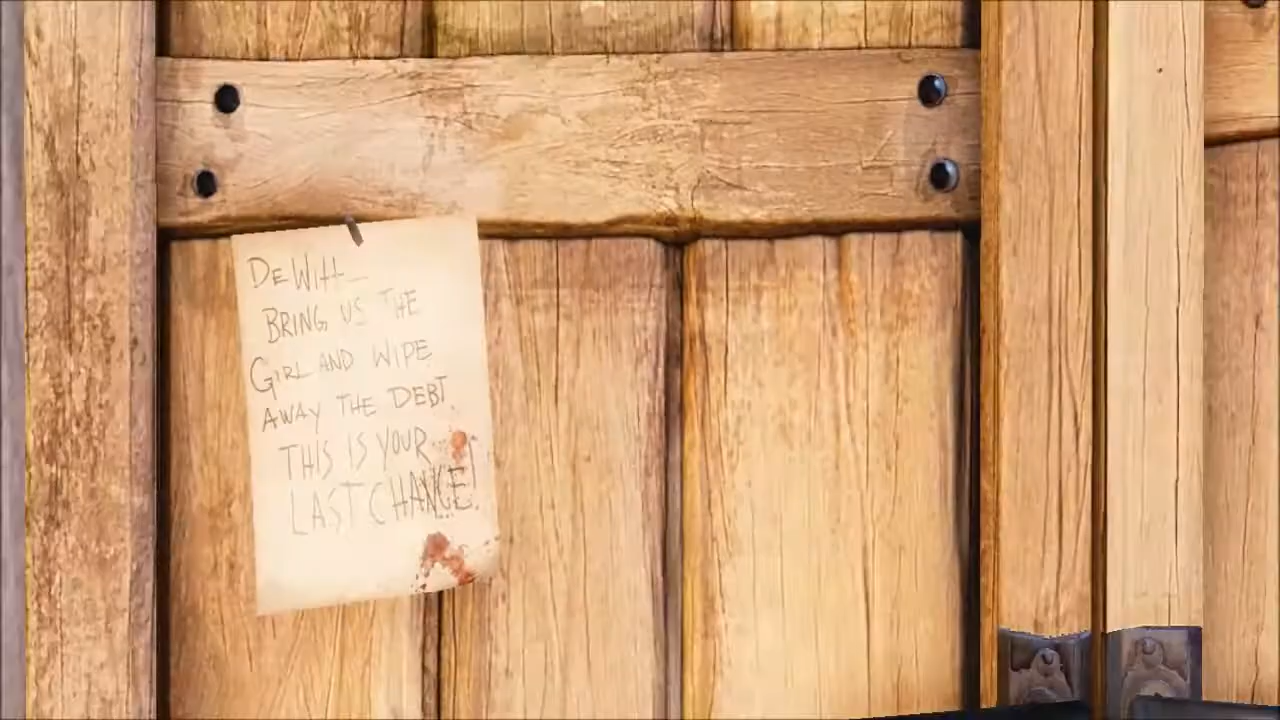 DEWitt—
BRING US THE
GIRL AND WIPE
AWAY THE DEBT.
THIS IS YOUR
LAST CHANCE!